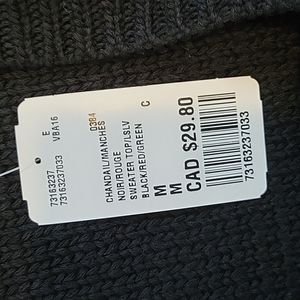 E VBA16
73163237
73163237033
0384
CHANDAIL/MANCHES
NOIR/ROUGE
SWEATER TOP/LSLV
BLACK/RED/GREEN
C
M
M
CAD $29.80
73163237033